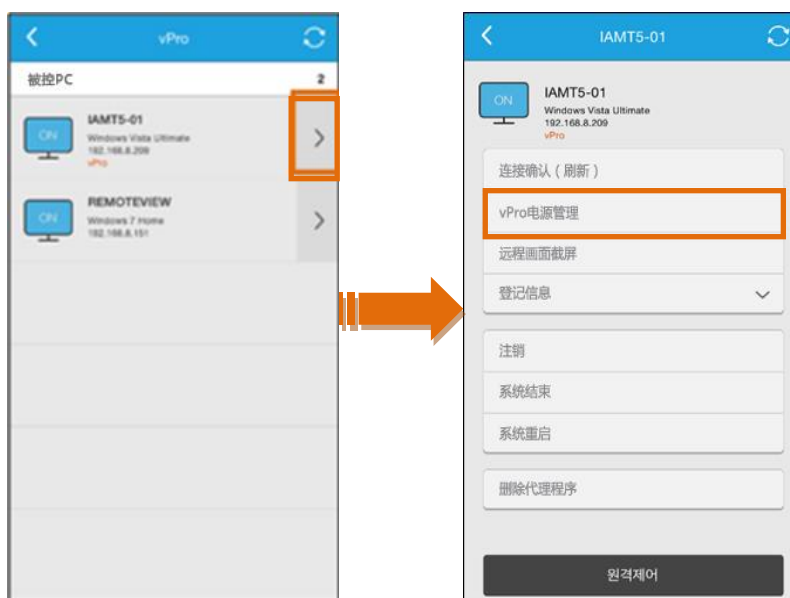 vPro
被控PC 2
ON
IAMT5-01
Windows Vista Ultimate
192.168.8.209
vPro
ON
REMOTEVIEW
Windows 7 Home
192.168.8.151
IAMT5-01
ON
IAMT5-01
Windows Vista Ultimate
192.168.8.209
vPro
连接确认（刷新）
vPro电源管理
远程画面截屏
登记信息
注销
系统结束
系统重启
删除代理程序
원격제어